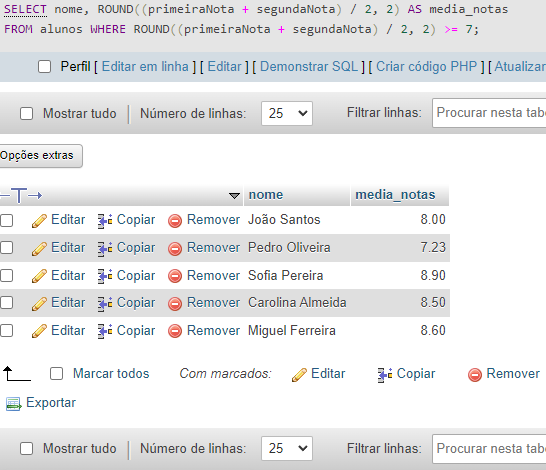 SELECT nome, ROUND((primeiraNota + segundaNota) / 2, 2) AS media_notas
FROM alunos WHERE ROUND((primeiraNota + segundaNota) / 2, 2) >= 7;
Perfil [ Editar em linha ] [ Editar ] [ Demonstrar SQL ] [ Criar código PHP ] [ Atualizar
Mostrar tudo | Número de linhas: 25 Filtrar linhas: Procurar nesta tabe
Opções extras
nome media_notas
Editar Copiar Remover João Santos 8.00
Editar Copiar Remover Pedro Oliveira 7.23
Editar Copiar Remover Sofia Pereira 8.90
Editar Copiar Remover Carolina Almeida 8.50
Editar Copiar Remover Miguel Ferreira 8.60
Marcar todos Com marcados: Editar Copiar Remover
Exportar
Mostrar tudo | Número de linhas: 25 Filtrar linhas: Procurar nesta tabe